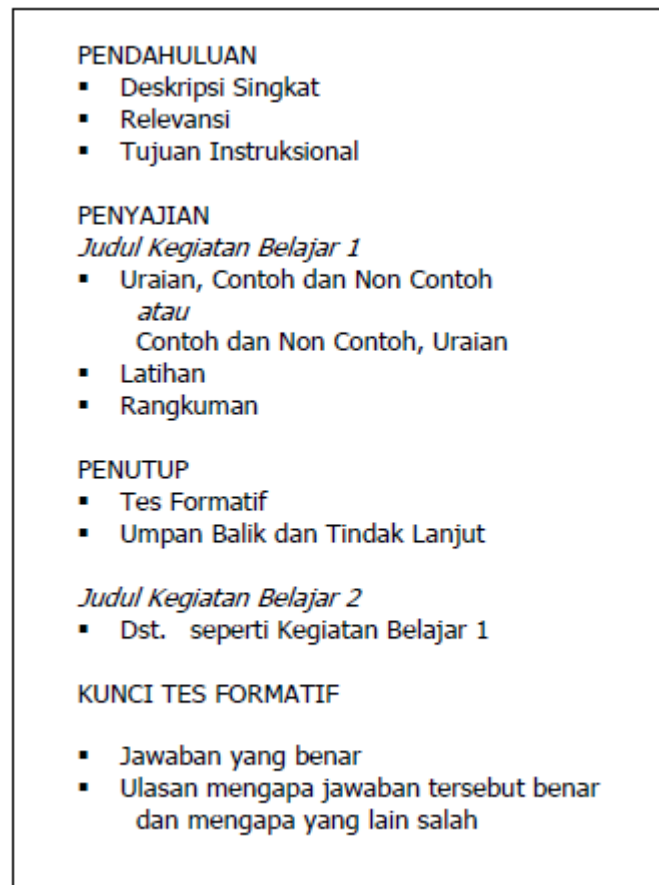 PENDAHULUAN
▪ Deskripsi Singkat
▪ Relevansi
▪ Tujuan Instruksional
PENYAJIAN
Judul Kegiatan Belajar 1
▪ Uraian, Contoh dan Non Contoh
atau
Contoh dan Non Contoh, Uraian
▪ Latihan
▪ Rangkuman
PENUTUP
▪ Tes Formatif
▪ Umpan Balik dan Tindak Lanjut
Judul Kegiatan Belajar 2
▪ Dst. seperti Kegiatan Belajar 1
KUNCI TES FORMATIF
▪ Jawaban yang benar
▪ Ulasan mengapa jawaban tersebut benar
dan mengapa yang lain salah